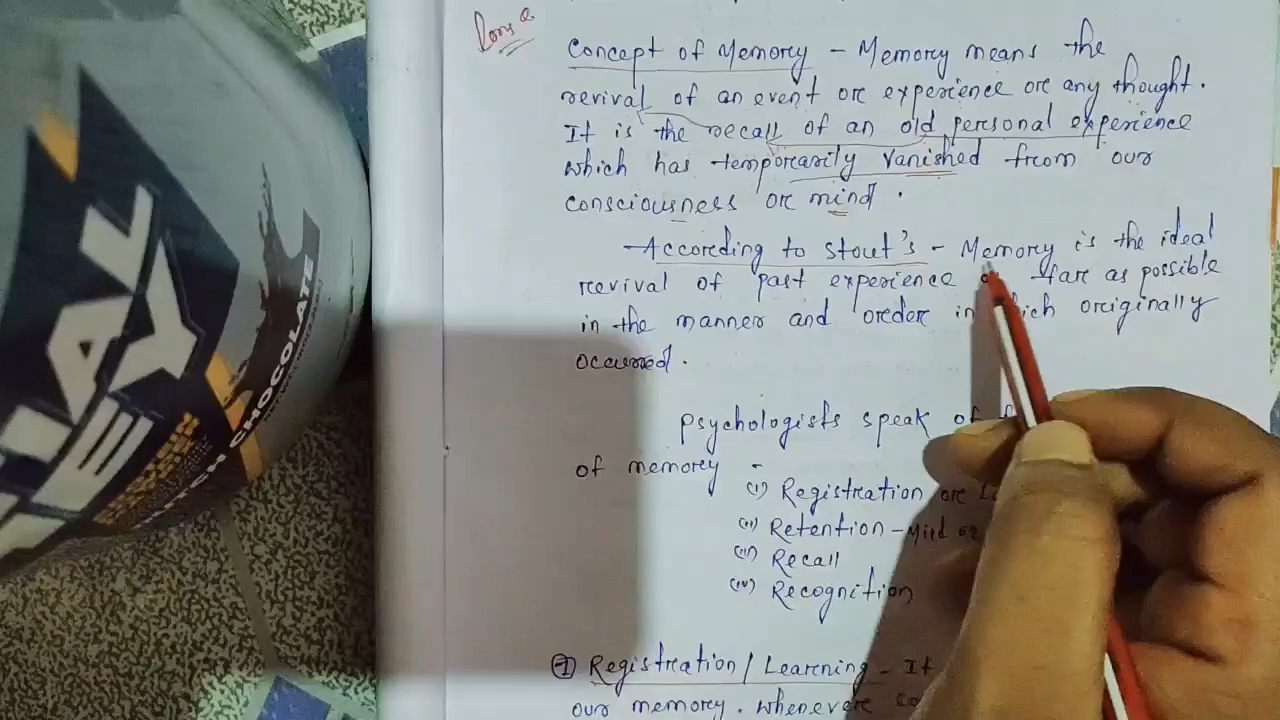 Done
Concept of Memory - Memory means the
revival of an event or experience or any thought.
It is the recall of an old personal experience
which has temporarily vanished from our
consciousness or mind.
According to stout's - Memory is the ideal
revival of past experience far as possible
in the manner and order in which originally
occurred.
Psychologists speak of
of memory -
(i) Registration or
(ii) Retention -
(iii) Recall
(iv) Recognition
① Registration / Learning - It
our memory. whenever
CHOCOLATE